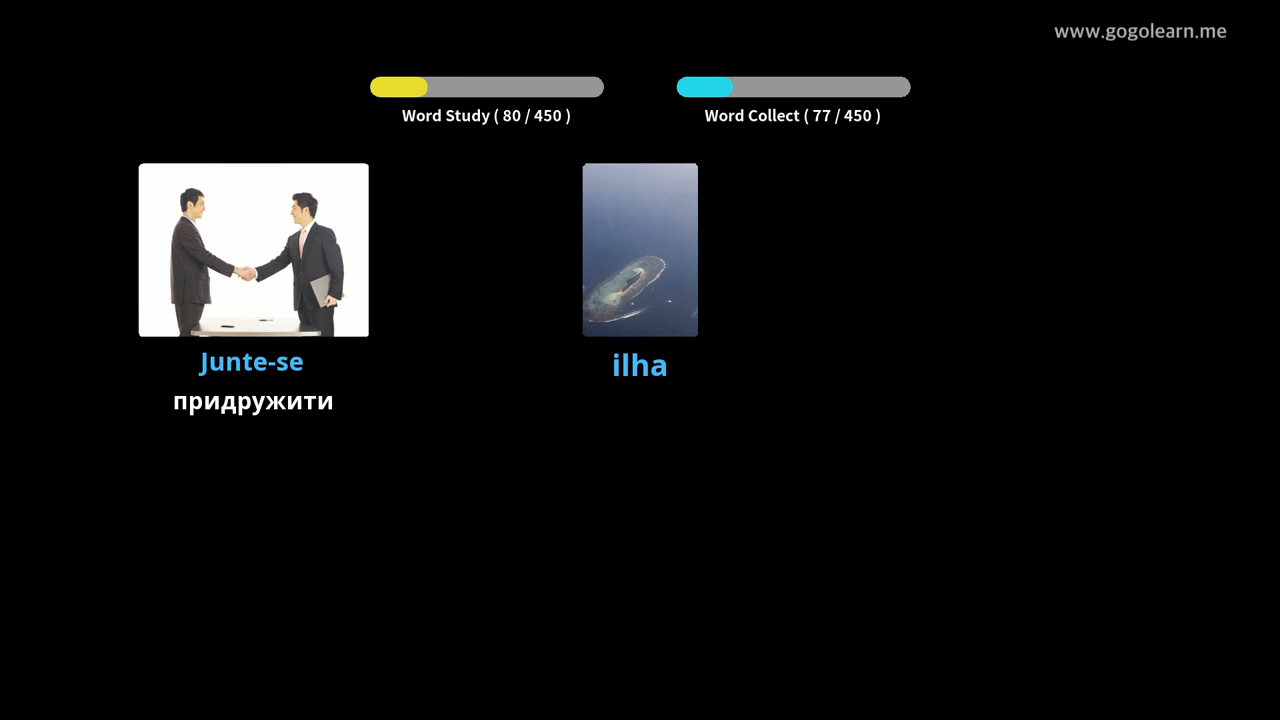 www.gogolearn.me
Word Study ( 80 / 450 )
Word Collect ( 77 / 450 )
Junte-se
придружити
ilha